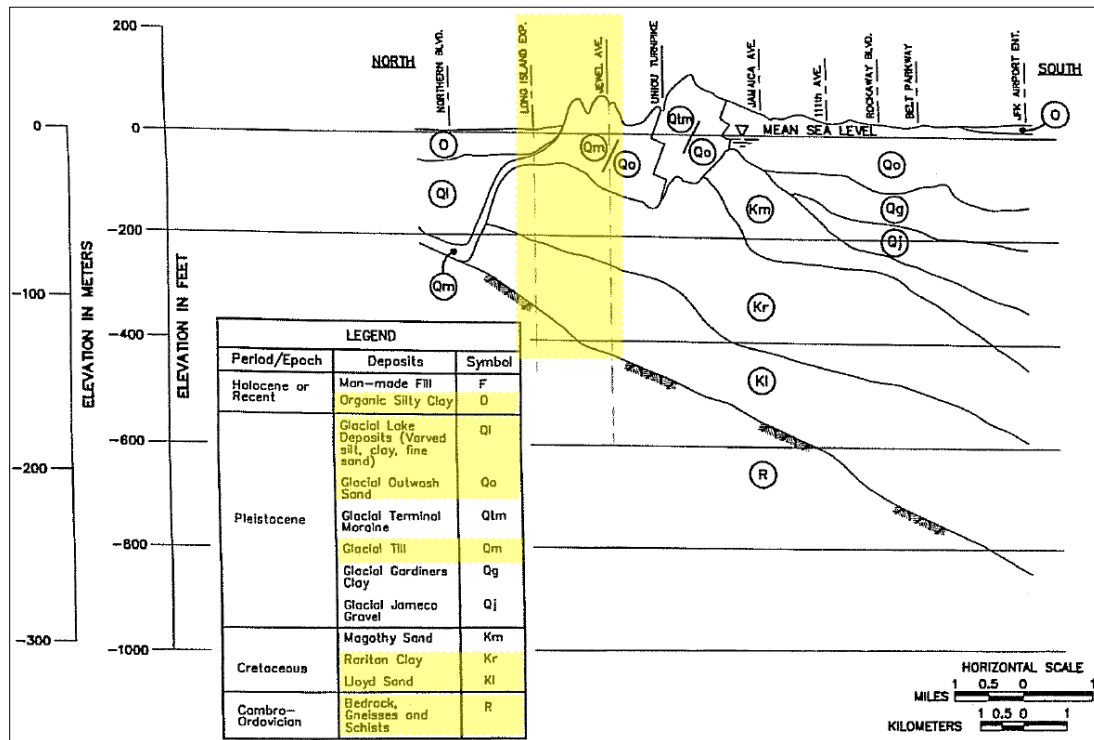 200
0
-200
-400
-600
-800
-1000
0
-100
-200
-300
ELEVATION IN METERS
ELEVATION IN FEET
NORTH
NORTHERN BLVD.
LONG ISLAND EXP.
JEWEL AVE.
UNIOU TURNPIKE
JAMAICA AVE.
111th AVE.
ROCKAWAY BLVD.
BELT PARKWAY
JFK AIRPORT ENT.
SOUTH
O
MEAN SEA LEVEL
O
Ql
Qm
Qm
Qo
Qtm
Qo
Km
Kr
Kl
R
Qo
Qg
Qj
LEGEND
Period/Epoch Deposits Symbol
Holocene or
Recent
Man-made Fill F
Organic Silty Clay O
Pleistocene
Glacial Lake Ql
Deposits (Varved
silt, clay, fine
sand)
Glacial Outwash Qo
Sand
Glacial Terminal Qtm
Moraine
Glacial Till Qm
Glacial Gardiners Qg
Clay
Glacial Jameco Qj
Gravel
Cretaceous
Magothy Sand Km
Raritan Clay Kr
Lloyd Sand Kl
Cambro-
Ordovician
Bedrock, R
Gneisses and
Schists
HORIZONTAL SCALE
1 0.5 0 1
MILES
1 0.5 0 1
KILOMETERS